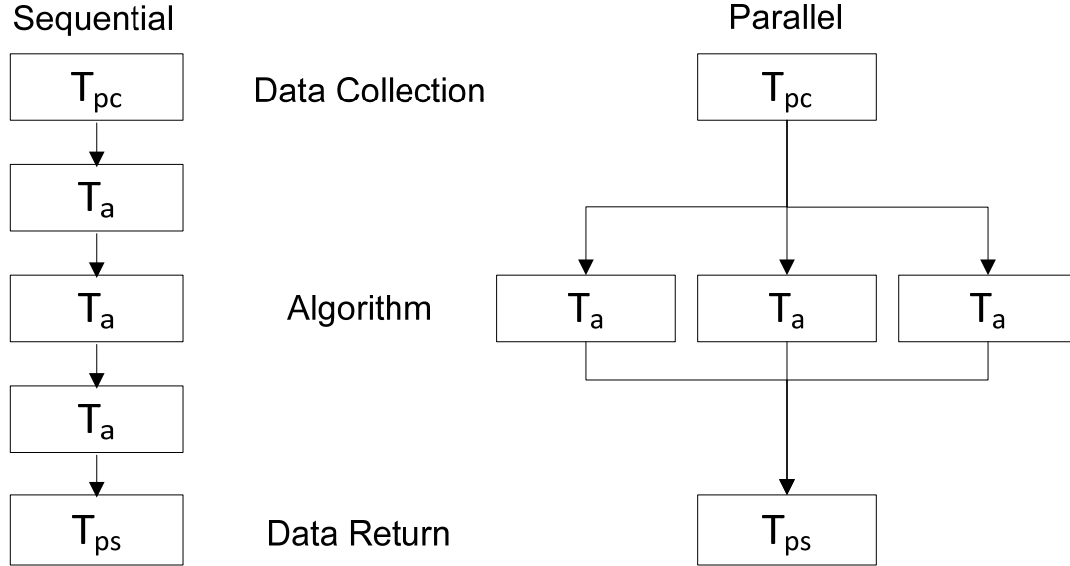 Sequential
Parallel
Tpc
Data Collection
Tpc
Ta
Ta
Algorithm
Ta
Ta
Ta
Ta
Tps
Data Return
Tps